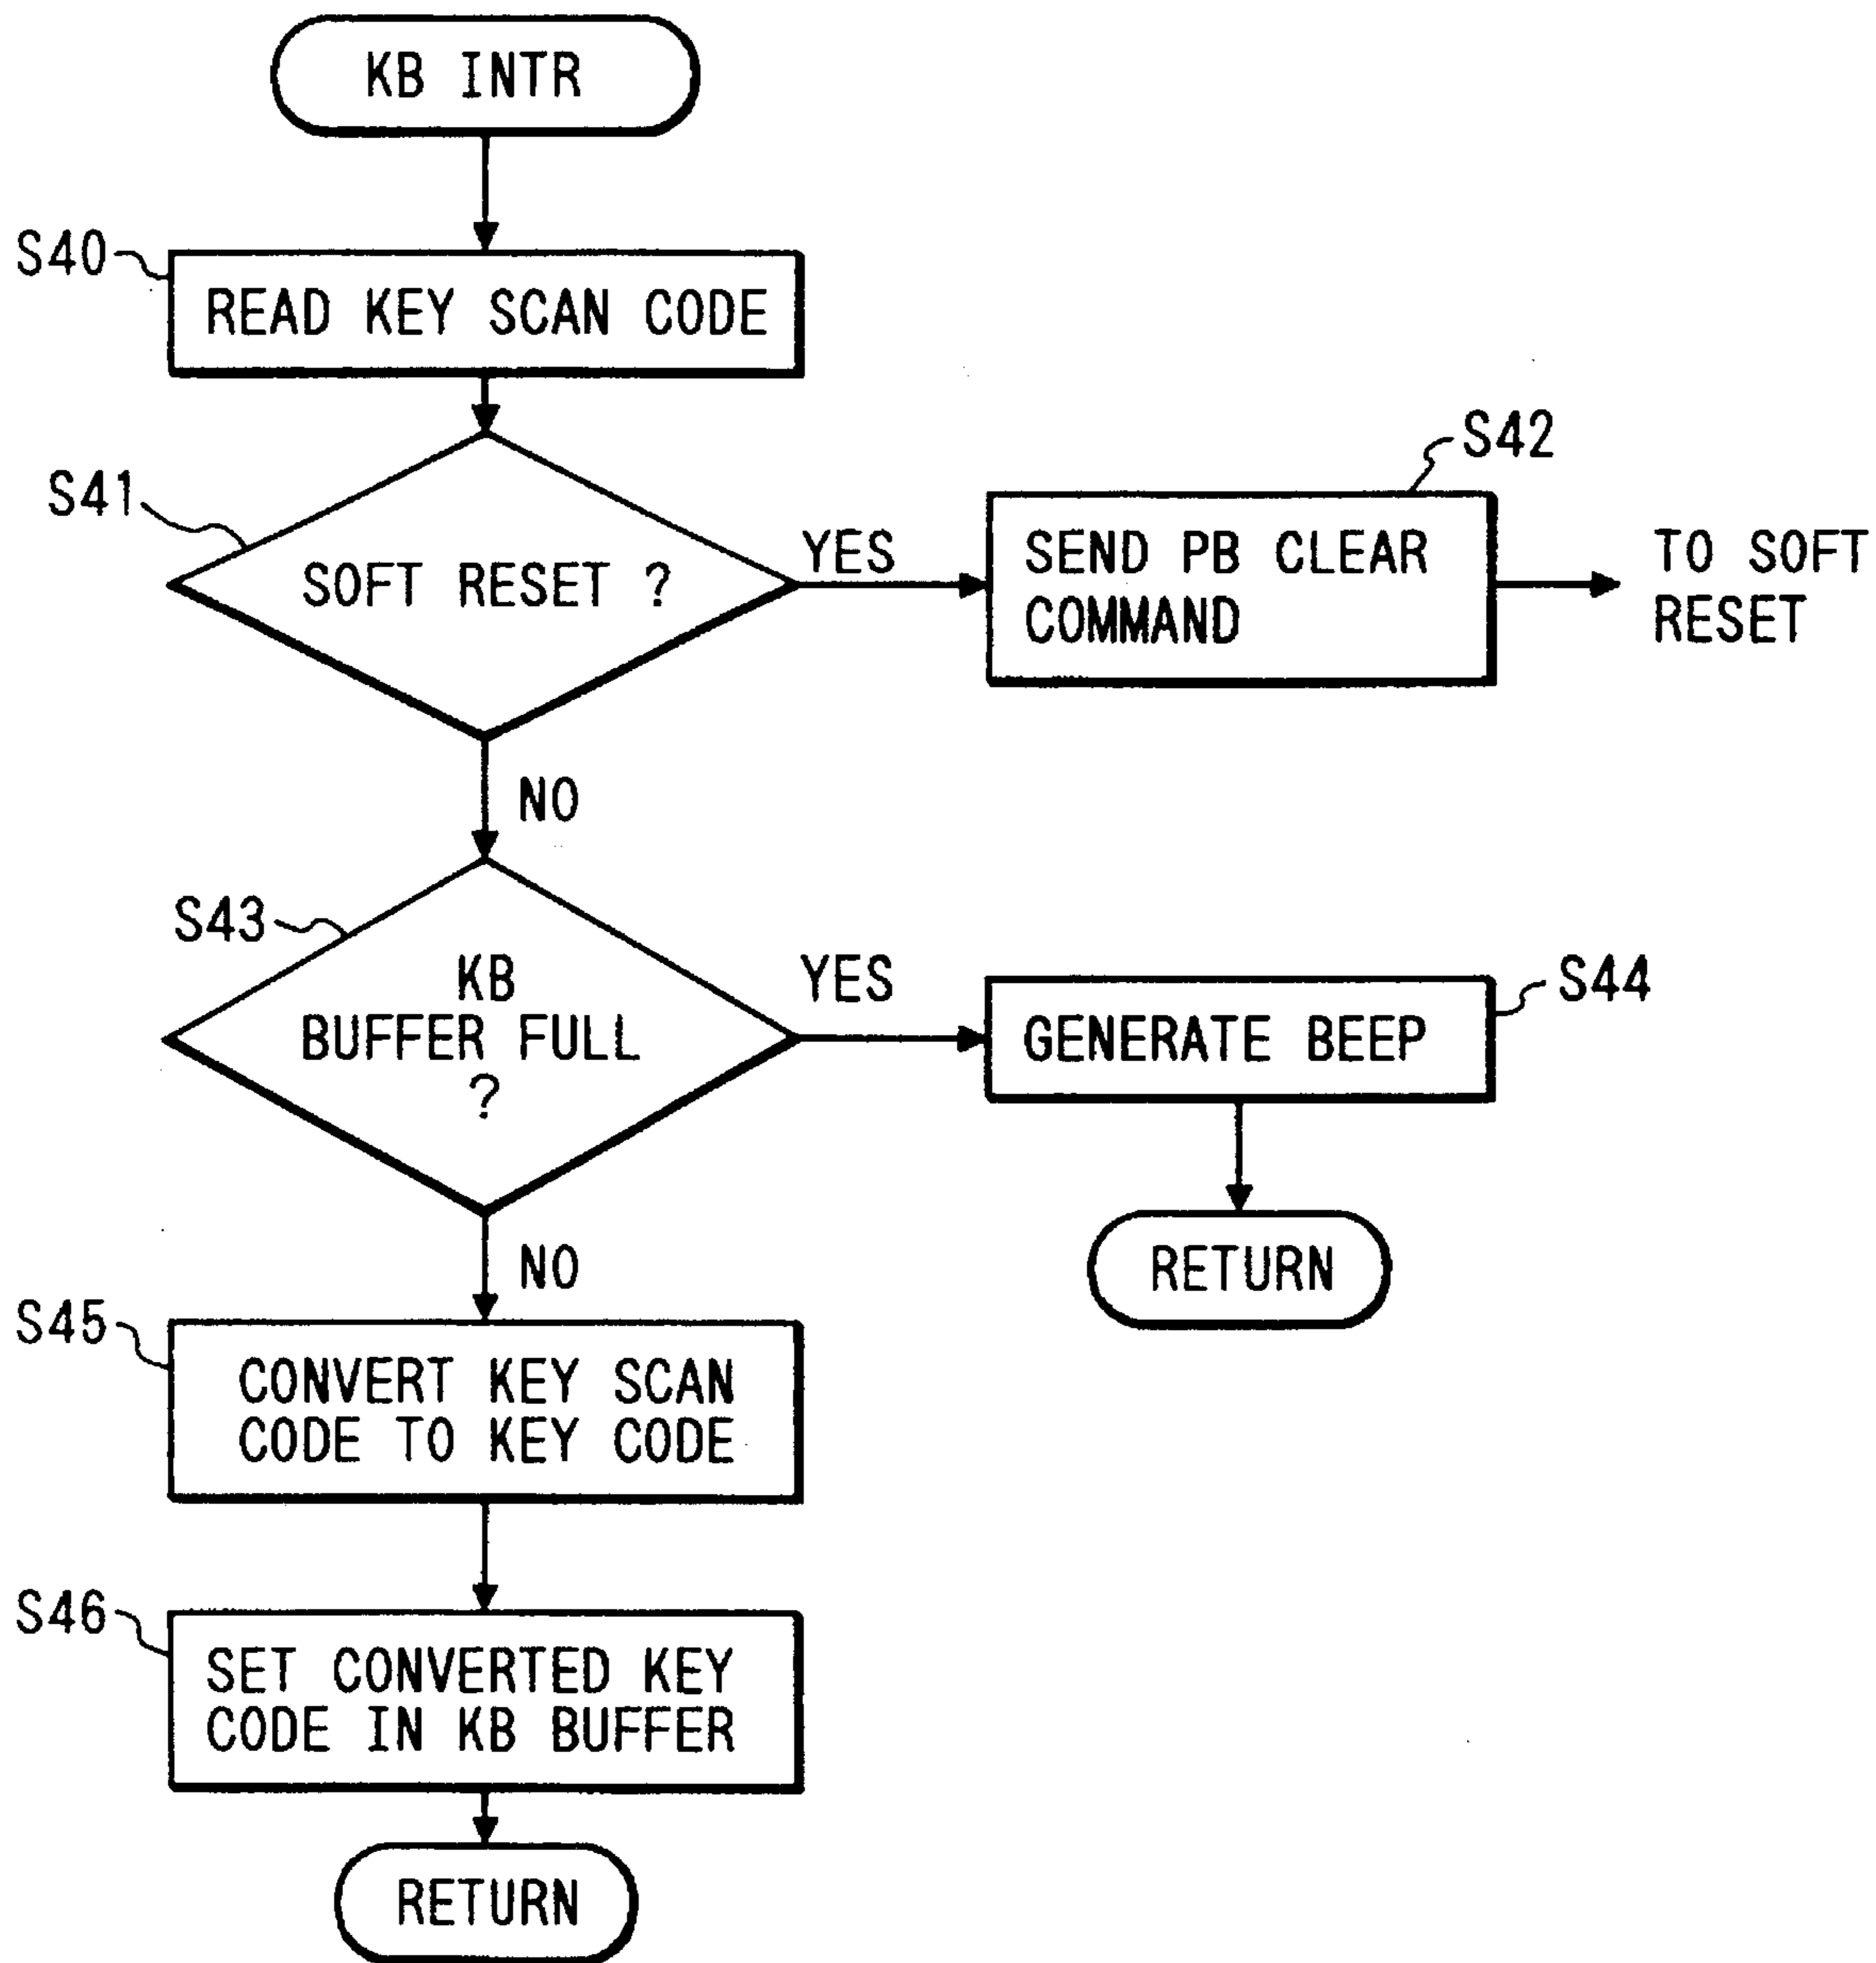 KB INTR
S40
READ KEY SCAN CODE
S41
SOFT RESET ?
YES
S42
SEND PB CLEAR
COMMAND
TO SOFT
RESET
NO
S43
KB
BUFFER FULL
?
YES
S44
GENERATE BEEP
RETURN
NO
S45
CONVERT KEY SCAN
CODE TO KEY CODE
S46
SET CONVERTED KEY
CODE IN KB BUFFER
RETURN